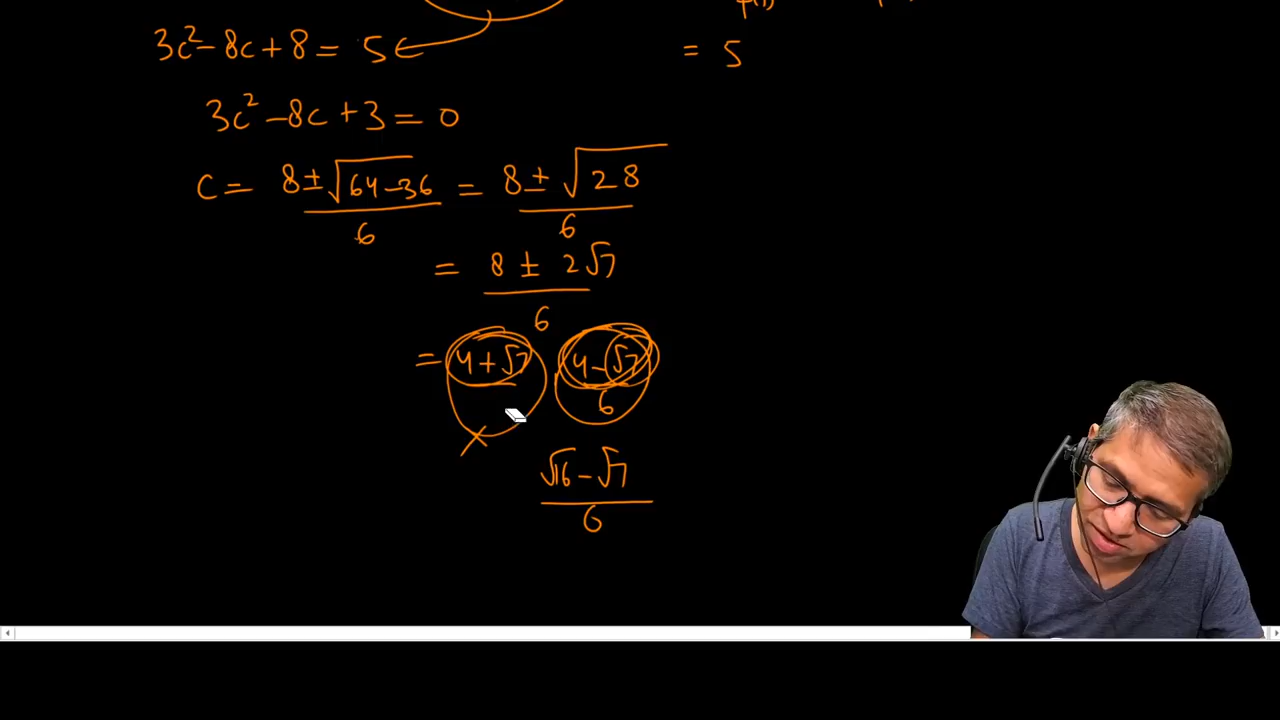 3c² - 8c + 8 = 5
= 5
3c² - 8c + 3 = 0
c = 8 ± √64-36 / 6 = 8 ± √28 / 6
= 8 ± 2√7 / 6
= 4 + √7 4 - √7 / 6
√16 - √7 / 6